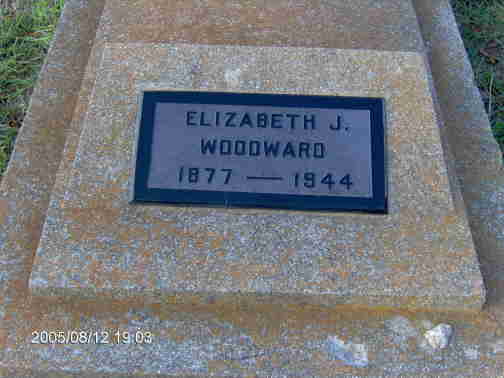 ELIZABETH J.
WOODWARD
1877 — 1944
2005/08/12 19:03